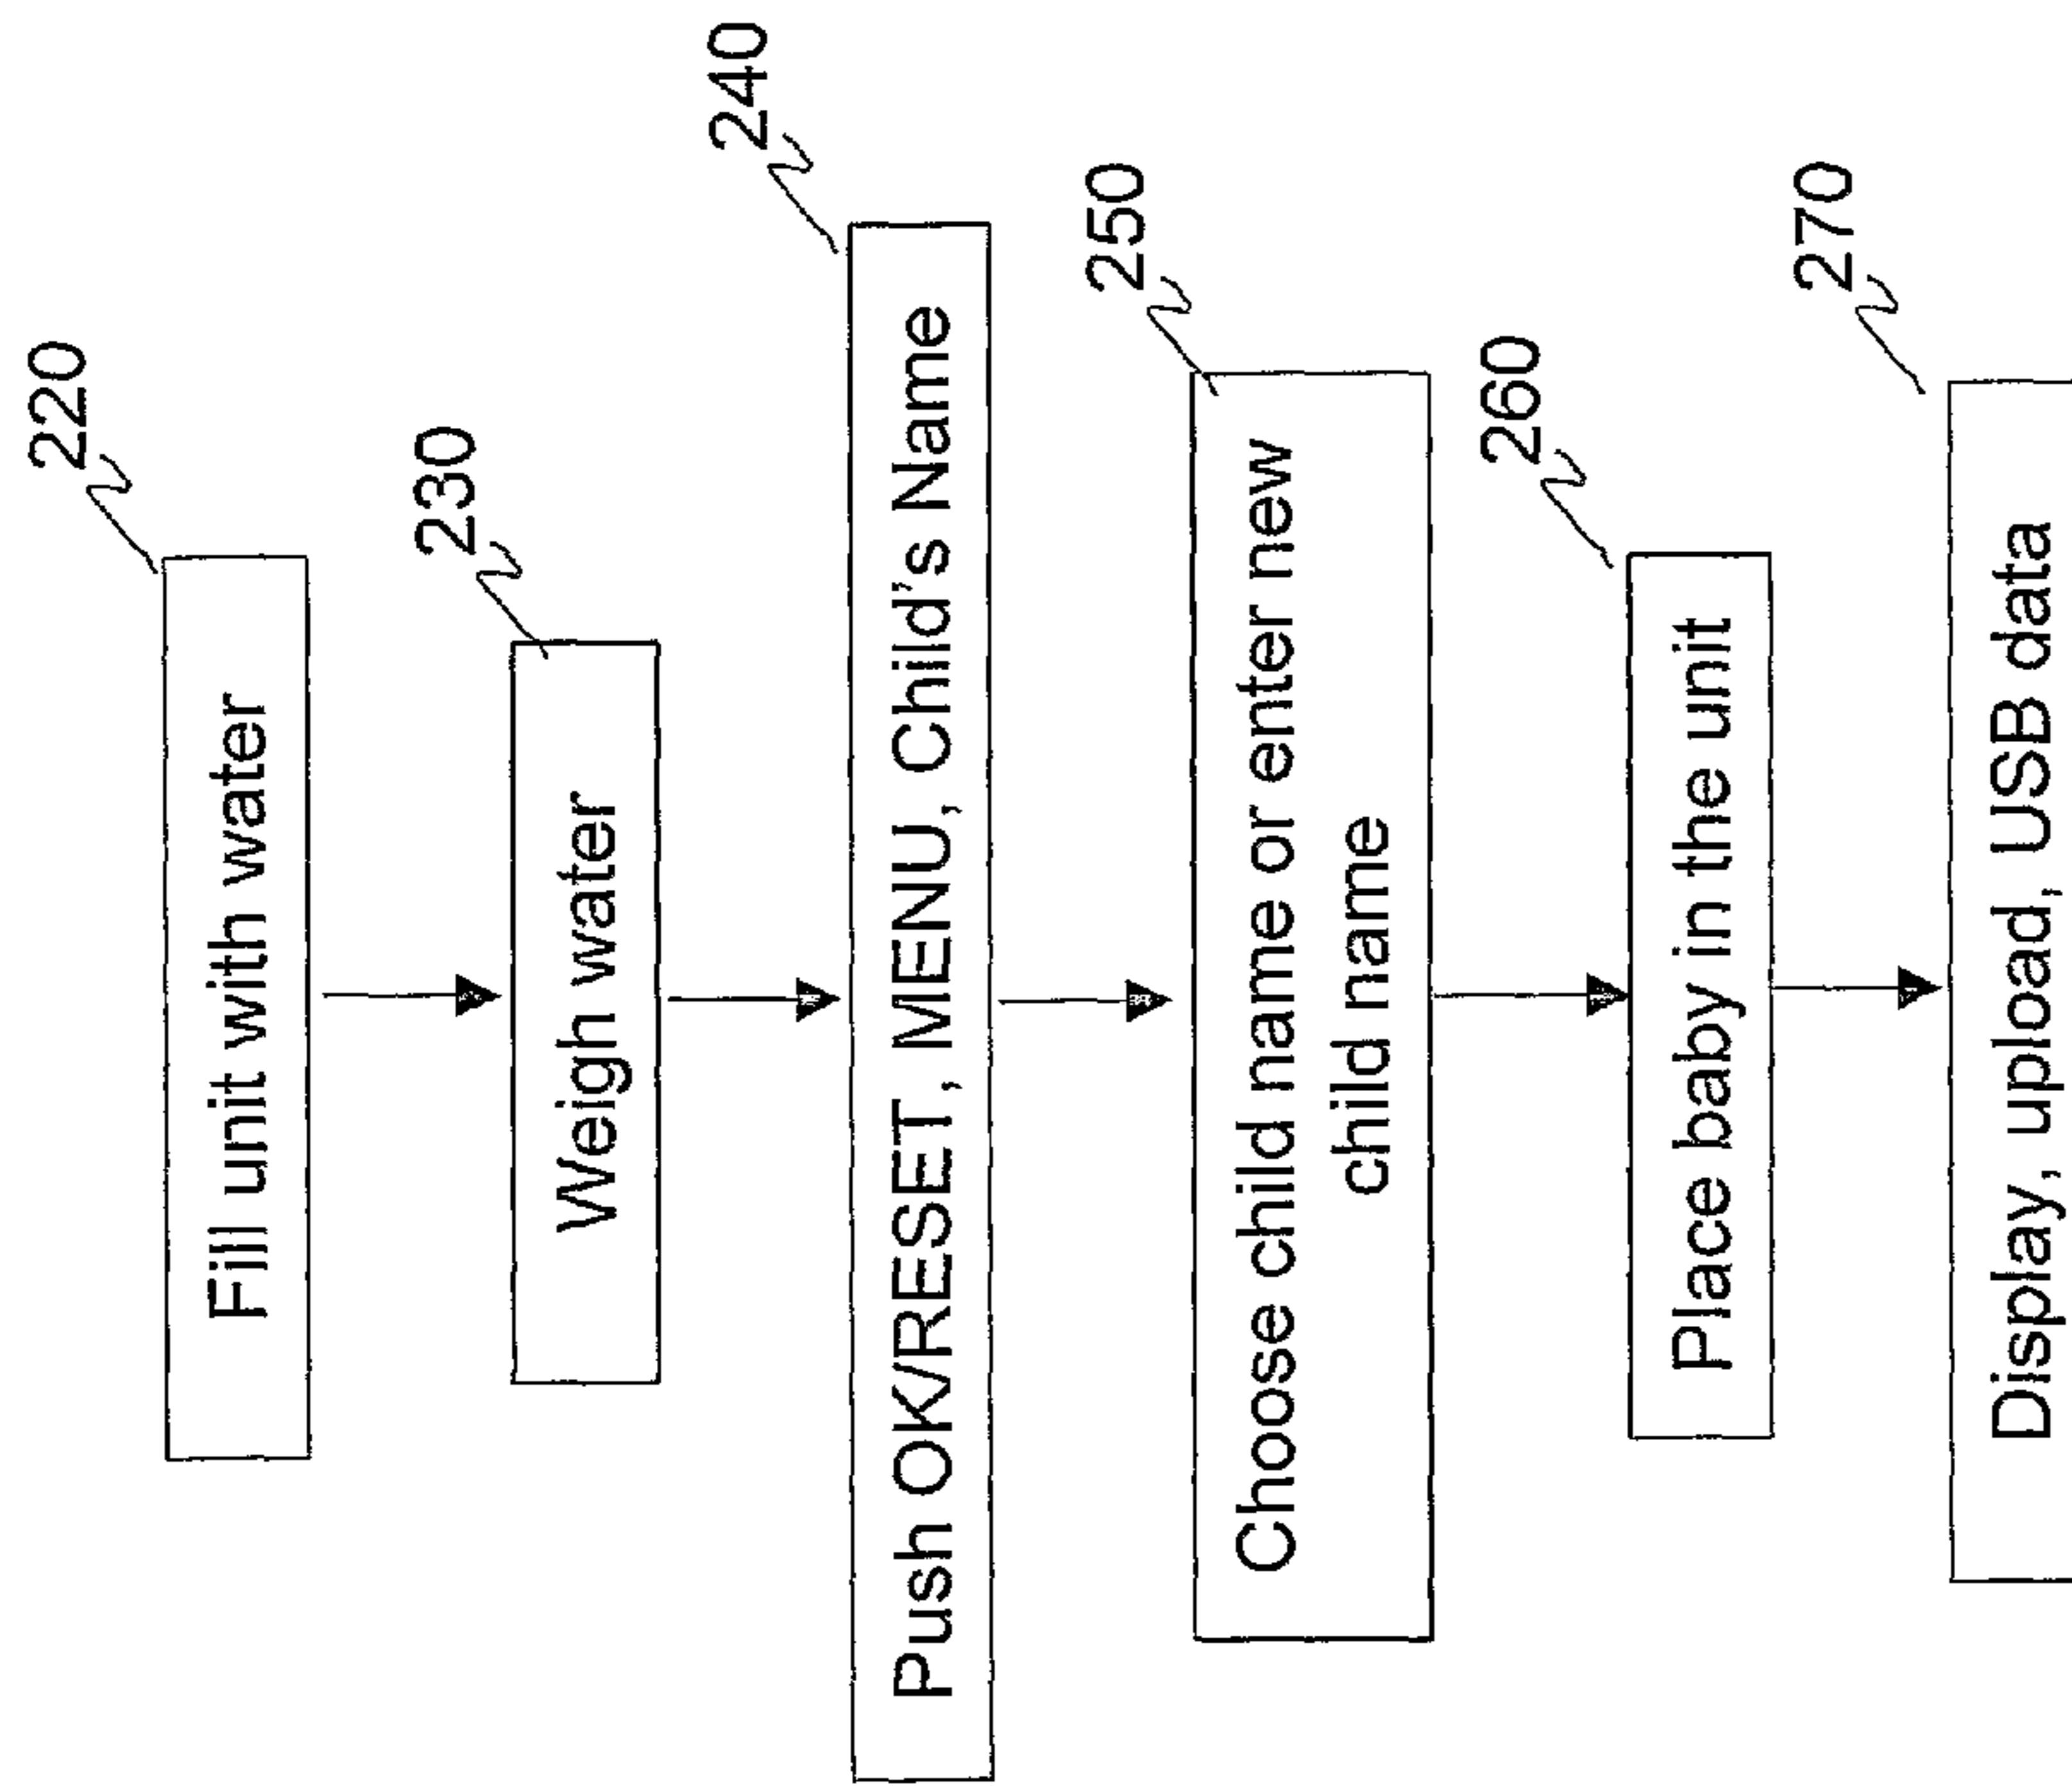 220
Fill unit with water
230
Weigh water
240
Push OK/RESET, MENU, Child's Name
250
Choose child name or enter new
child name
260
Place baby in the unit
270
Display, upload, USB data